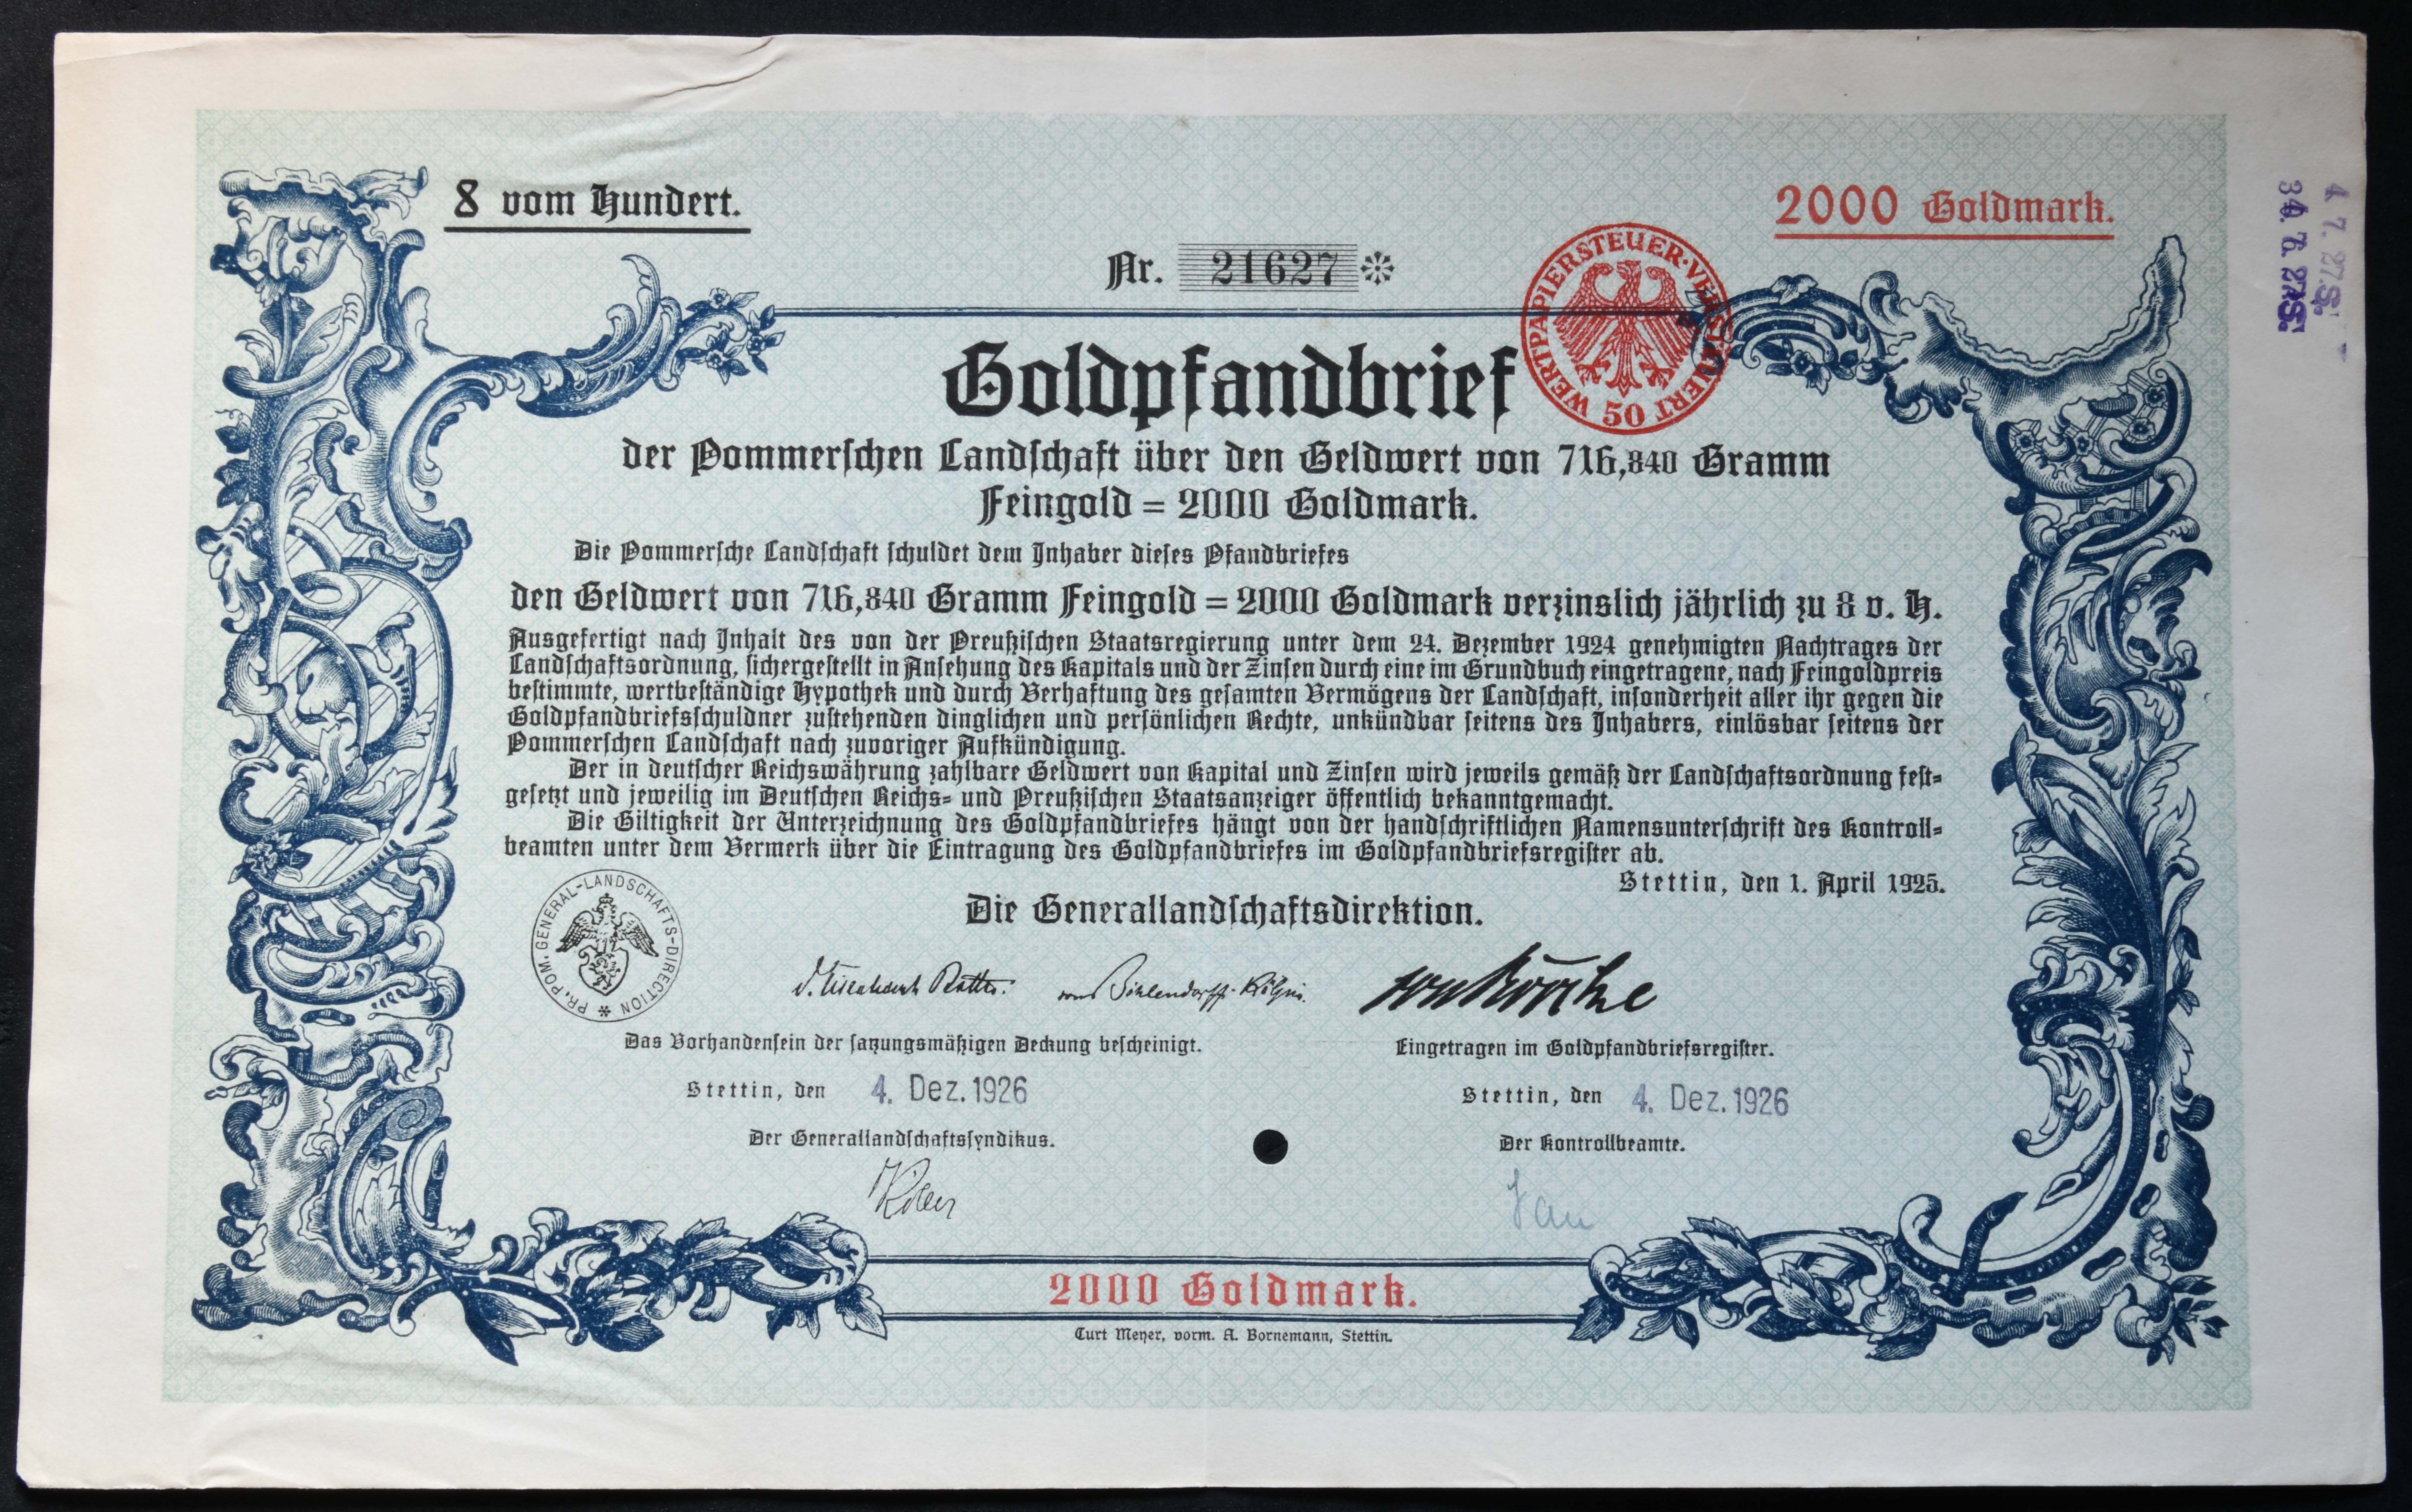 8 vom Hundert.
2000 Goldmark.
Nr. 21627
WERTPAPIERSTEUER·VERSTEUERT
50
Goldpfandbrief
der Pommerſchen Landſchaft über den Geldwert von 716,840 Gramm
Feingold = 2000 Goldmark.
Die Pommerſche Landſchaft ſchuldet dem Inhaber dieſes Pfandbriefes
den Geldwert von 716,840 Gramm Feingold = 2000 Goldmark verzinslich jährlich zu 8 v. H.
Ausgefertigt nach Inhalt des von der Preußiſchen Staatsregierung unter dem 24. Dezember 1924 genehmigten Nachtrages der
Landſchaftsordnung, ſichergeſtellt in Anſehung des Kapitals und der Zinſen durch eine im Grundbuch eingetragene, nach Feingoldpreis
beſtimmte, wertbeſtändige Hypothek und durch Verhaftung des geſamten Vermögens der Landſchaft, inſonderheit aller ihr gegen die
Goldpfandbriefsſchuldner zuſtehenden dinglichen und perſönlichen Rechte, unkündbar ſeitens des Inhabers, einlösbar ſeitens der
Pommerſchen Landſchaft nach zuvoriger Aufkündigung.
Der in deutſcher Reichswährung zahlbare Geldwert von Kapital und Zinſen wird jeweils gemäß der Landſchaftsordnung feſt-
geſetzt und jeweilig im Deutſchen Reichs- und Preußiſchen Staatsanzeiger öffentlich bekanntgemacht.
Die Giltigkeit der Unterzeichnung des Goldpfandbriefes hängt von der handſchriftlichen Namensunterſchrift des Kontroll-
beamten unter dem Vermerk über die Eintragung des Goldpfandbriefes im Goldpfandbriefsregiſter ab.
Stettin, den 1. April 1925.
Die Generallandſchaftsdirektion.
PR. POM. GENERAL-LANDSCHAFTS-DIRECTION
Das Vorhandenſein der ſatzungsmäßigen Deckung beſcheinigt.
Eingetragen im Goldpfandbriefsregiſter.
Stettin, den 4. Dez. 1926
Stettin, den 4. Dez. 1926
Der Generallandſchaftsſyndikus.
Der Kontrollbeamte.
2000 Goldmark.
Curt Meyer, vorm. A. Bornemann, Stettin.